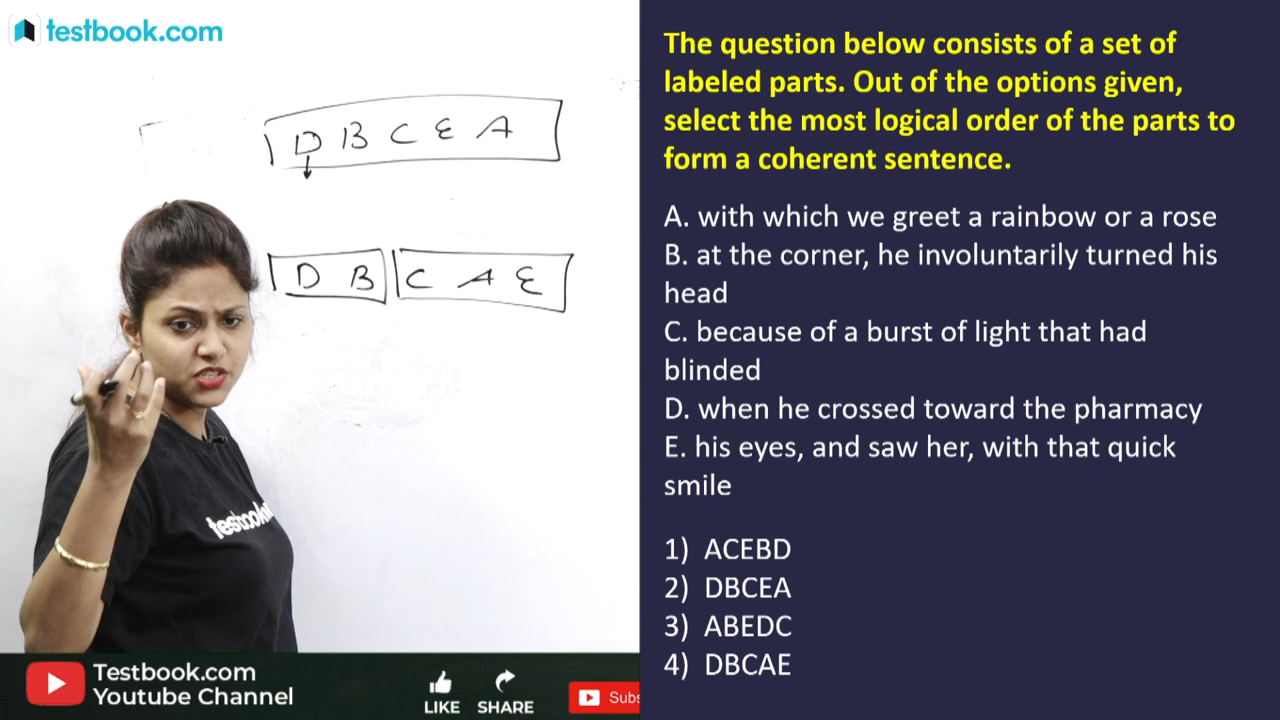 testbook.com
D B C E A
D B C A E
testbook
Testbook.com
Youtube Channel
LIKE
SHARE
Subs
The question below consists of a set of
labeled parts. Out of the options given,
select the most logical order of the parts to
form a coherent sentence.
A. with which we greet a rainbow or a rose
B. at the corner, he involuntarily turned his
head
C. because of a burst of light that had
blinded
D. when he crossed toward the pharmacy
E. his eyes, and saw her, with that quick
smile
1) ACEBD
2) DBCEA
3) ABEDC
4) DBCAE